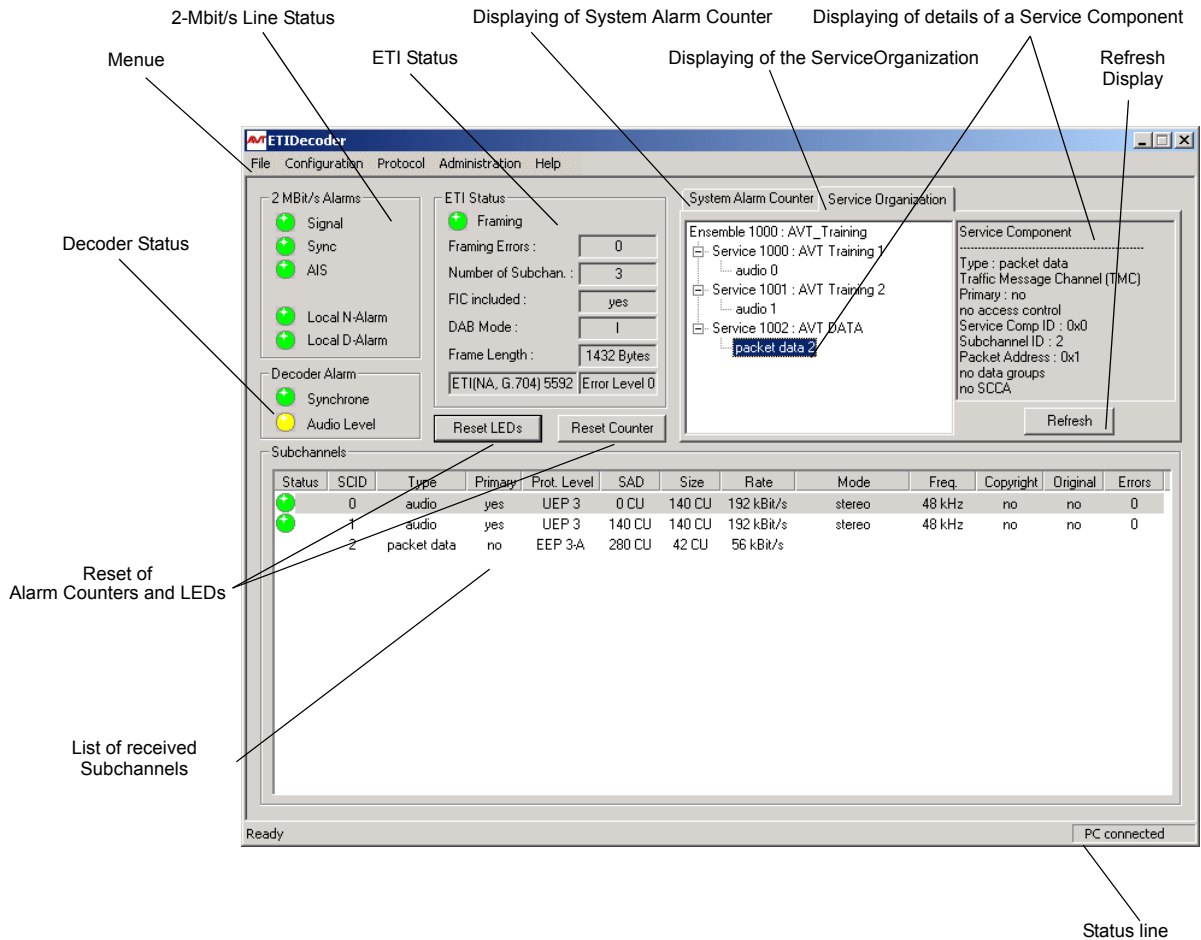 2-Mbit/s Line Status
Displaying of System Alarm Counter
Displaying of details of a Service Component
Menue
ETI Status
Displaying of the ServiceOrganization
Refresh
Display
AVT ETIDecoder
File Configuration Protocol Administration Help
2 MBit/s Alarms
Signal
Sync
AIS
Local N-Alarm
Local D-Alarm
Decoder Status
Decoder Alarm
Synchrone
Audio Level
ETI Status
Framing
Framing Errors : 0
Number of Subchan. : 3
FIC included : yes
DAB Mode : I
Frame Length : 1432 Bytes
ETI(NA, G.704) 5592 Error Level 0
Reset LEDs Reset Counter
System Alarm Counter Service Organization
Ensemble 1000 : AVT_Training
Service 1000 : AVT Training 1
audio 0
Service 1001 : AVT Training 2
audio 1
Service 1002 : AVT DATA
packet data 2
Service Component
------------------------------------------------
Type : packet data
Traffic Message Channel (TMC)
Primary : no
no access control
Service Comp ID : 0x0
Subchannel ID : 2
Packet Address : 0x1
no data groups
no SCCA
Refresh
Subchannels
Status SCID Type Primary Prot. Level SAD Size Rate Mode Freq. Copyright Original Errors
0 audio yes UEP 3 0 CU 140 CU 192 kBit/s stereo 48 kHz no no 0
1 audio yes UEP 3 140 CU 140 CU 192 kBit/s stereo 48 kHz no no 0
2 packet data no EEP 3-A 280 CU 42 CU 56 kBit/s
Reset of
Alarm Counters and LEDs
List of received
Subchannels
Ready
PC connected
Status line